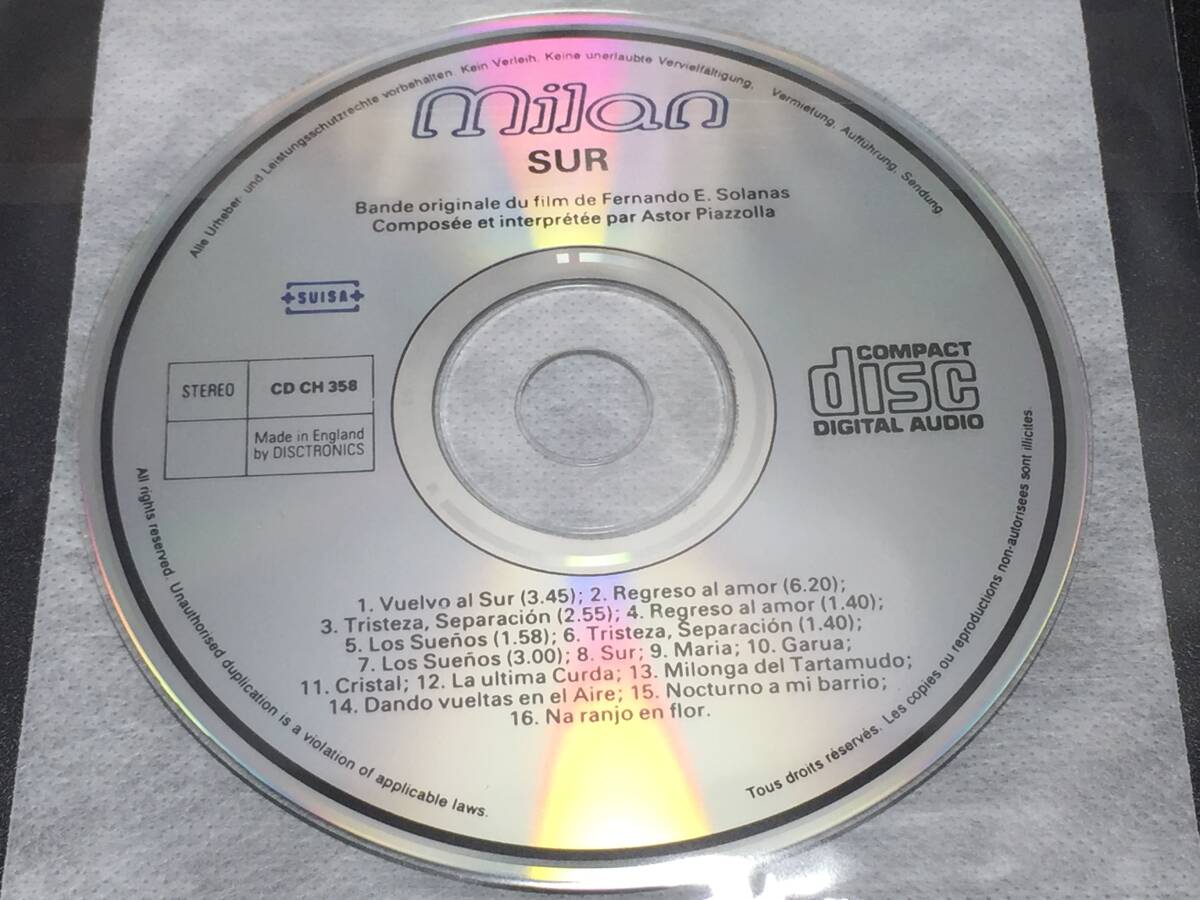 Alle Urheber- und Leistungsschutzrechte vorbehalten. Kein Verleih. Keine unerlaubte Vervielfältigung, Vermietung, Aufführung, Sendung
Milan
SUR
Bande originale du film de Fernando E. Solanas
Composée et interprétée par Astor Piazzolla
SUISA
STEREO
CD CH 358
Made in England
by DISCTRONICS
COMPACT
disc
DIGITAL AUDIO
1. Vuelvo al Sur (3.45); 2. Regreso al amor (6.20);
3. Tristeza, Separación (2.55); 4. Regreso al amor (1.40);
5. Los Sueños (1.58); 6. Tristeza, Separación (1.40);
7. Los Sueños (3.00); 8. Sur; 9. Maria; 10. Garua;
11. Cristal; 12. La ultima Curda; 13. Milonga del Tartamudo;
14. Dando vueltas en el Aire; 15. Nocturno a mi barrio;
16. Na ranjo en flor.
All rights reserved. Unauthorised duplication is a violation of applicable laws.
Tous droits réservés. Les copies ou reproductions non-autorisees sont illicites.